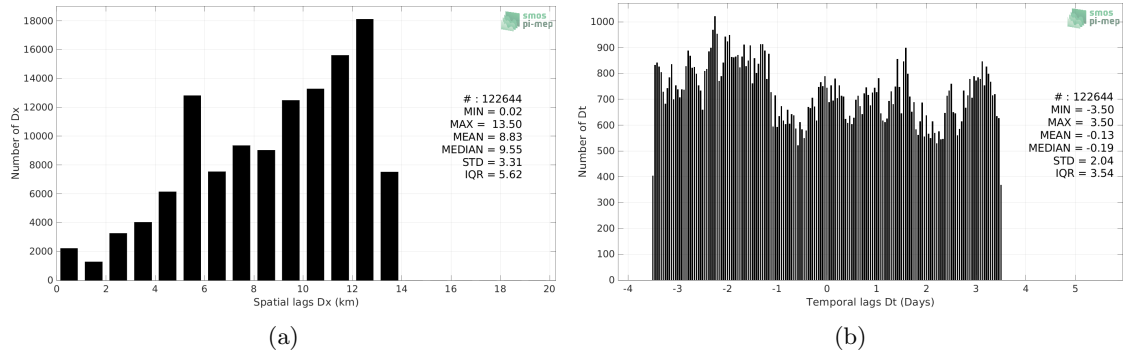 18000
16000
14000
12000
10000
8000
6000
4000
2000
0
Number of Dx
smos
pi-mep
# : 122644
MIN = 0.02
MAX = 13.50
MEAN = 8.83
MEDIAN = 9.55
STD = 3.31
IQR = 5.62
0 2 4 6 8 10 12 14 16 18 20
Spatial lags Dx (km)
(a)
1000
900
800
700
600
500
400
300
200
100
0
Number of Dt
smos
pi-mep
# : 122644
MIN = -3.50
MAX = 3.50
MEAN = -0.13
MEDIAN = -0.19
STD = 2.04
IQR = 3.54
-4 -3 -2 -1 0 1 2 3 4 5
Temporal lags Dt (Days)
(b)